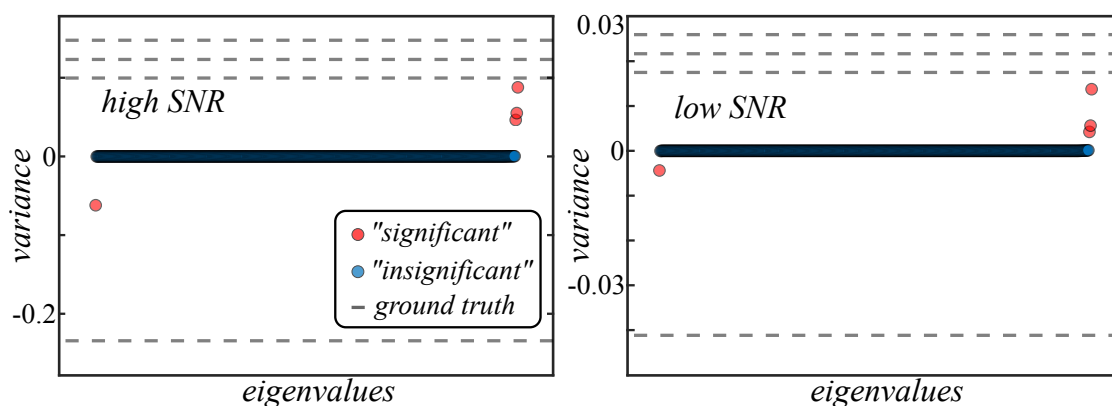 high SNR
0
-0.2
variance
"significant"
"insignificant"
ground truth
eigenvalues
0.03
low SNR
0
-0.03
variance
eigenvalues